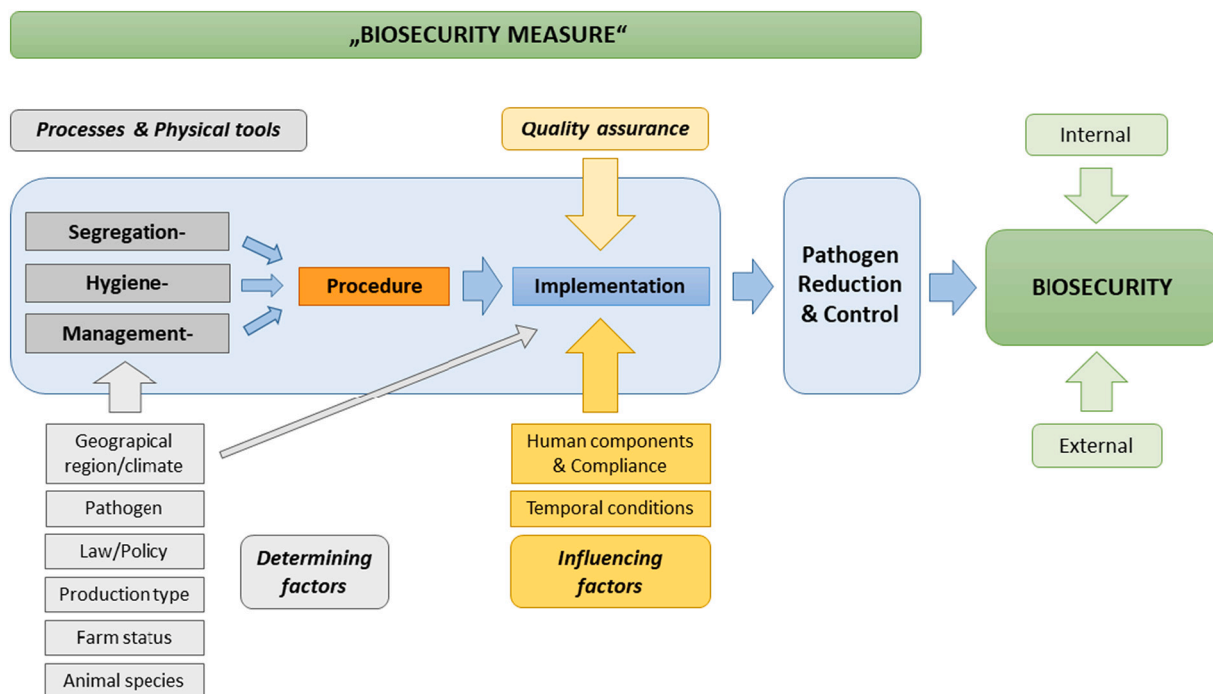 „BIOSECURITY MEASURE“
Processes & Physical tools
Quality assurance
Internal
Segregation-
Hygiene-
Management-
Procedure
Implementation
Pathogen
Reduction
& Control
BIOSECURITY
Geograpical
region/climate
Pathogen
Law/Policy
Production type
Farm status
Animal species
Determining
factors
Human components
& Compliance
Temporal conditions
Influencing
factors
External